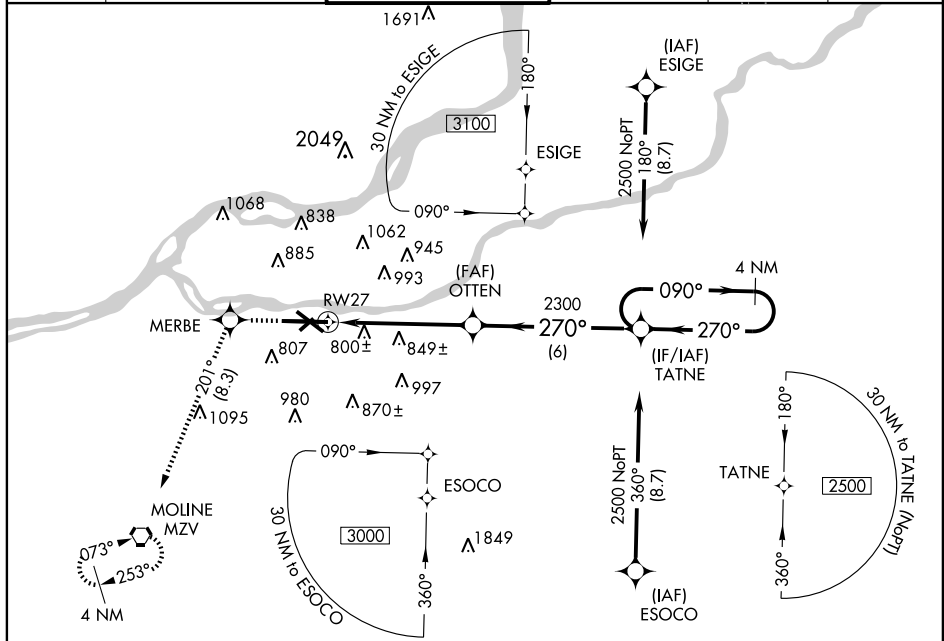 1691
30 NM to ESIGE
180°
3100
ESIGE
090°
(IAF)
ESIGE
2500 NoPT
180°
(8.7)
2049
1068
838
885
1062
945
993
(FAF)
OTTEN
4 NM
090°
RW27
MERBE
2300
270°
(6)
270°
800±
849±
(IF/IAF)
TATNE
807
201°
(8.3)
997
1095
980
870±
090°
ESOCO
30 NM to ESOCO
3000
360°
1849
2500 NoPT
360°
(8.7)
(IAF)
ESOCO
180°
30 NM to TATNE (NoPT)
TATNE
2500
360°
MOLINE
MZV
073°
253°
4 NM